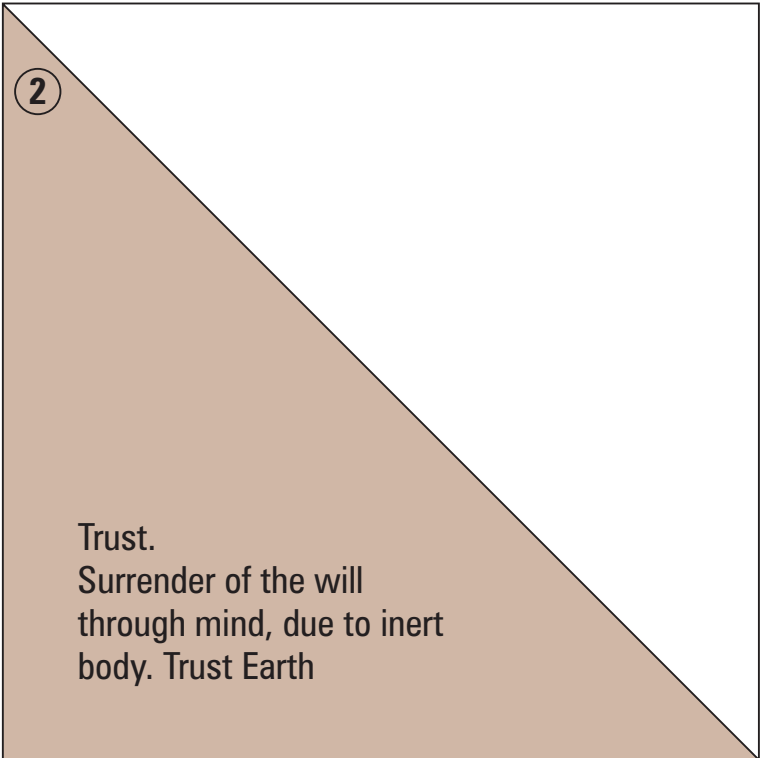 2
Trust.
Surrender of the will
through mind, due to inert
body. Trust Earth